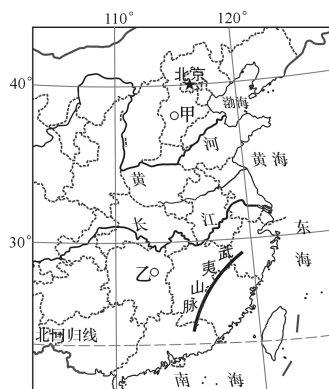 110°
120°
40°
北京
渤海
甲
河
黄海
黄
长
江
30°
东
海
武
夷
山
脉
乙
北回归线
南
海